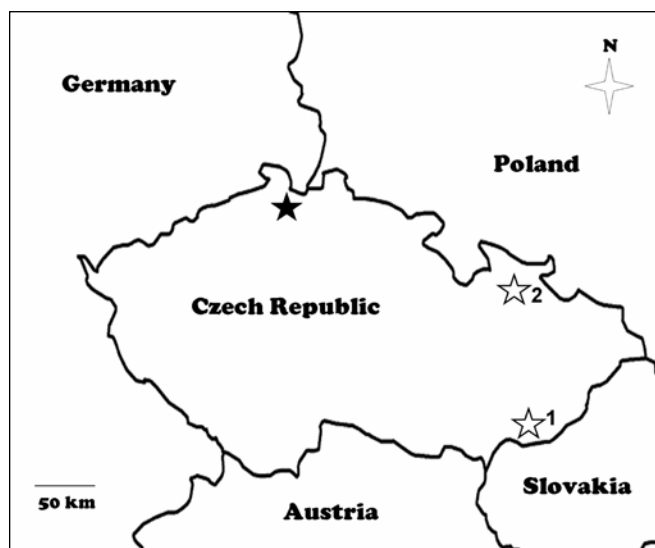 N
Germany
Poland
Czech Republic
2
1
50 km
Slovakia
Austria